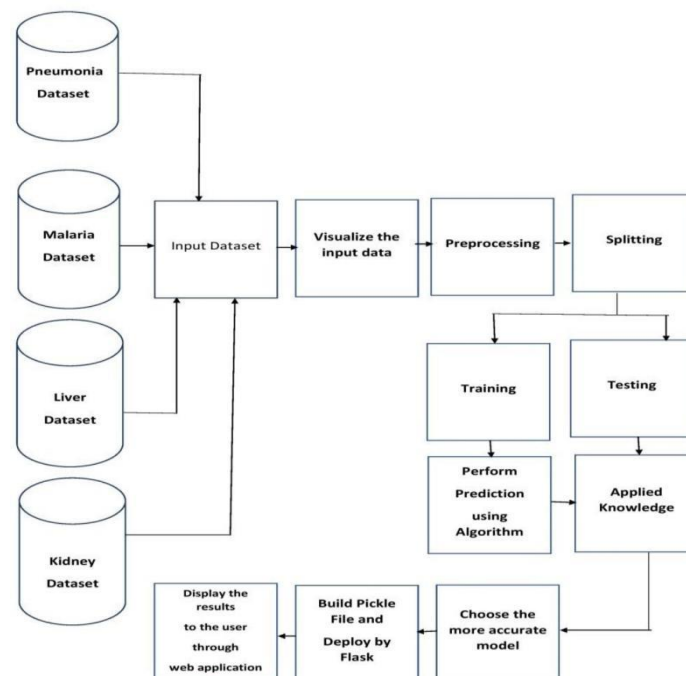 Pneumonia
Dataset
Malaria
Dataset
Liver
Dataset
Kidney
Dataset
Input Dataset
Visualize the
input data
Preprocessing
Splitting
Training
Testing
Perform
Prediction
using
Algorithm
Applied
Knowledge
Choose the
more accurate
model
Build Pickle
File and
Deploy by
Flask
Display the
results
to the user
through
web application